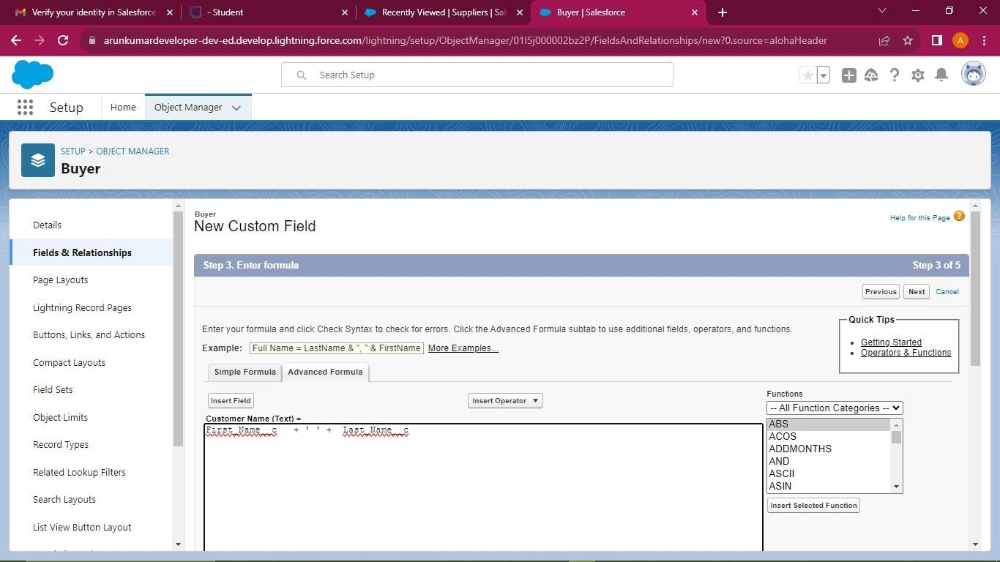 Verify your identity in Salesforce
- Student
Recently Viewed | Suppliers | Sal
Buyer | Salesforce
arunkumardeveloper-dev-ed.develop.lightning.force.com/lightning/setup/ObjectManager/01I5j000002bz2P/FieldsAndRelationships/new?0.source=alohaHeader
A
Search Setup
Setup
Home
Object Manager
SETUP > OBJECT MANAGER
Buyer
Details
Fields & Relationships
Page Layouts
Lightning Record Pages
Buttons, Links, and Actions
Compact Layouts
Field Sets
Object Limits
Record Types
Related Lookup Filters
Search Layouts
List View Button Layout
Buyer
New Custom Field
Help for this Page ?
Step 3. Enter formula
Step 3 of 5
Previous Next Cancel
Enter your formula and click Check Syntax to check for errors. Click the Advanced Formula subtab to use additional fields, operators, and functions.
Example: Full Name = LastName & ", " & FirstName More Examples...
Quick Tips
Getting Started
Operators & Functions
Simple Formula
Advanced Formula
Insert Field
Insert Operator
Customer Name (Text) =
First_Name__c + ' ' + Last_Name__c
Functions
-- All Function Categories --
ABS
ACOS
ADDMONTHS
AND
ASCII
ASIN
Insert Selected Function